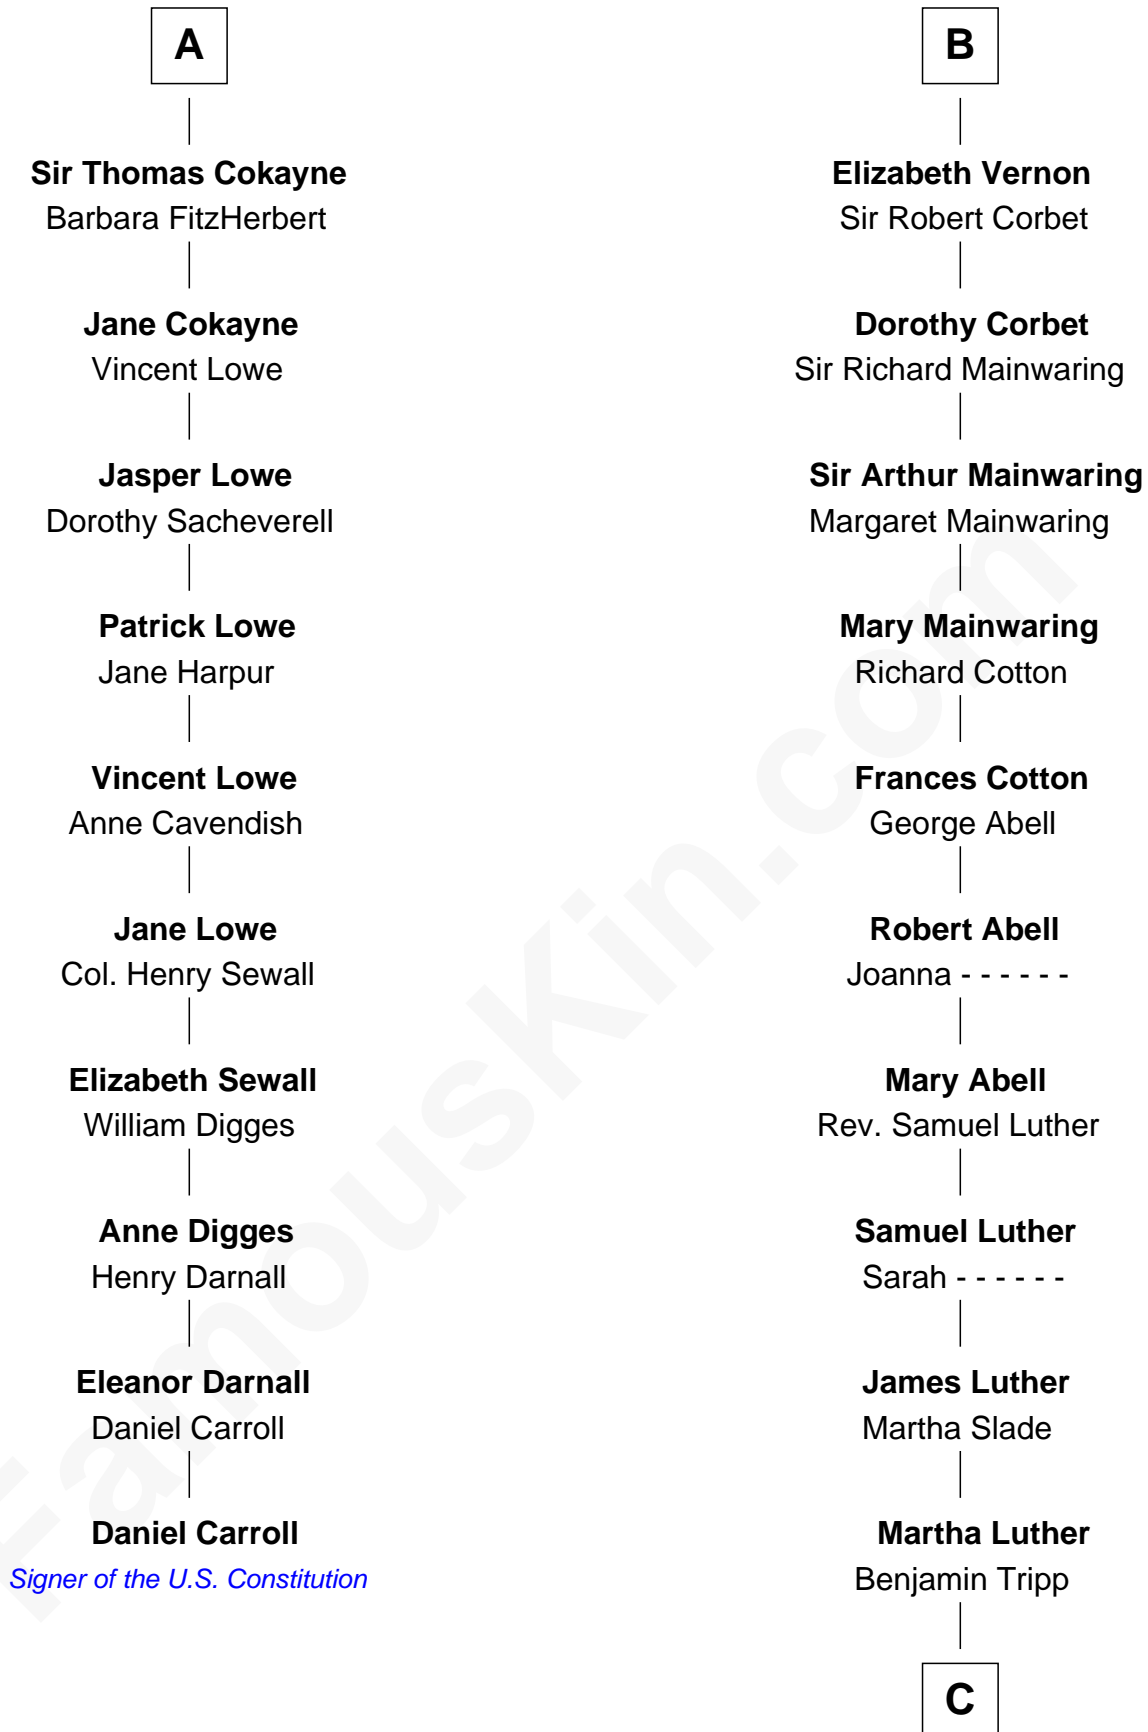 A
Sir Thomas Cokayne
Barbara FitzHerbert
Jane Cokayne
Vincent Lowe
Jasper Lowe
Dorothy Sacheverell
Patrick Lowe
Jane Harpur
Vincent Lowe
Anne Cavendish
Jane Lowe
Col. Henry Sewall
Elizabeth Sewall
William Digges
Anne Digges
Henry Darnall
Eleanor Darnall
Daniel Carroll
Daniel Carroll
Signer of the U.S. Constitution
B
Elizabeth Vernon
Sir Robert Corbet
Dorothy Corbet
Sir Richard Mainwaring
Sir Arthur Mainwaring
Margaret Mainwaring
Mary Mainwaring
Richard Cotton
Frances Cotton
George Abell
Robert Abell
Joanna - - - - - -
Mary Abell
Rev. Samuel Luther
Samuel Luther
Sarah - - - - - -
James Luther
Martha Slade
Martha Luther
Benjamin Tripp
C
FamousKin.com